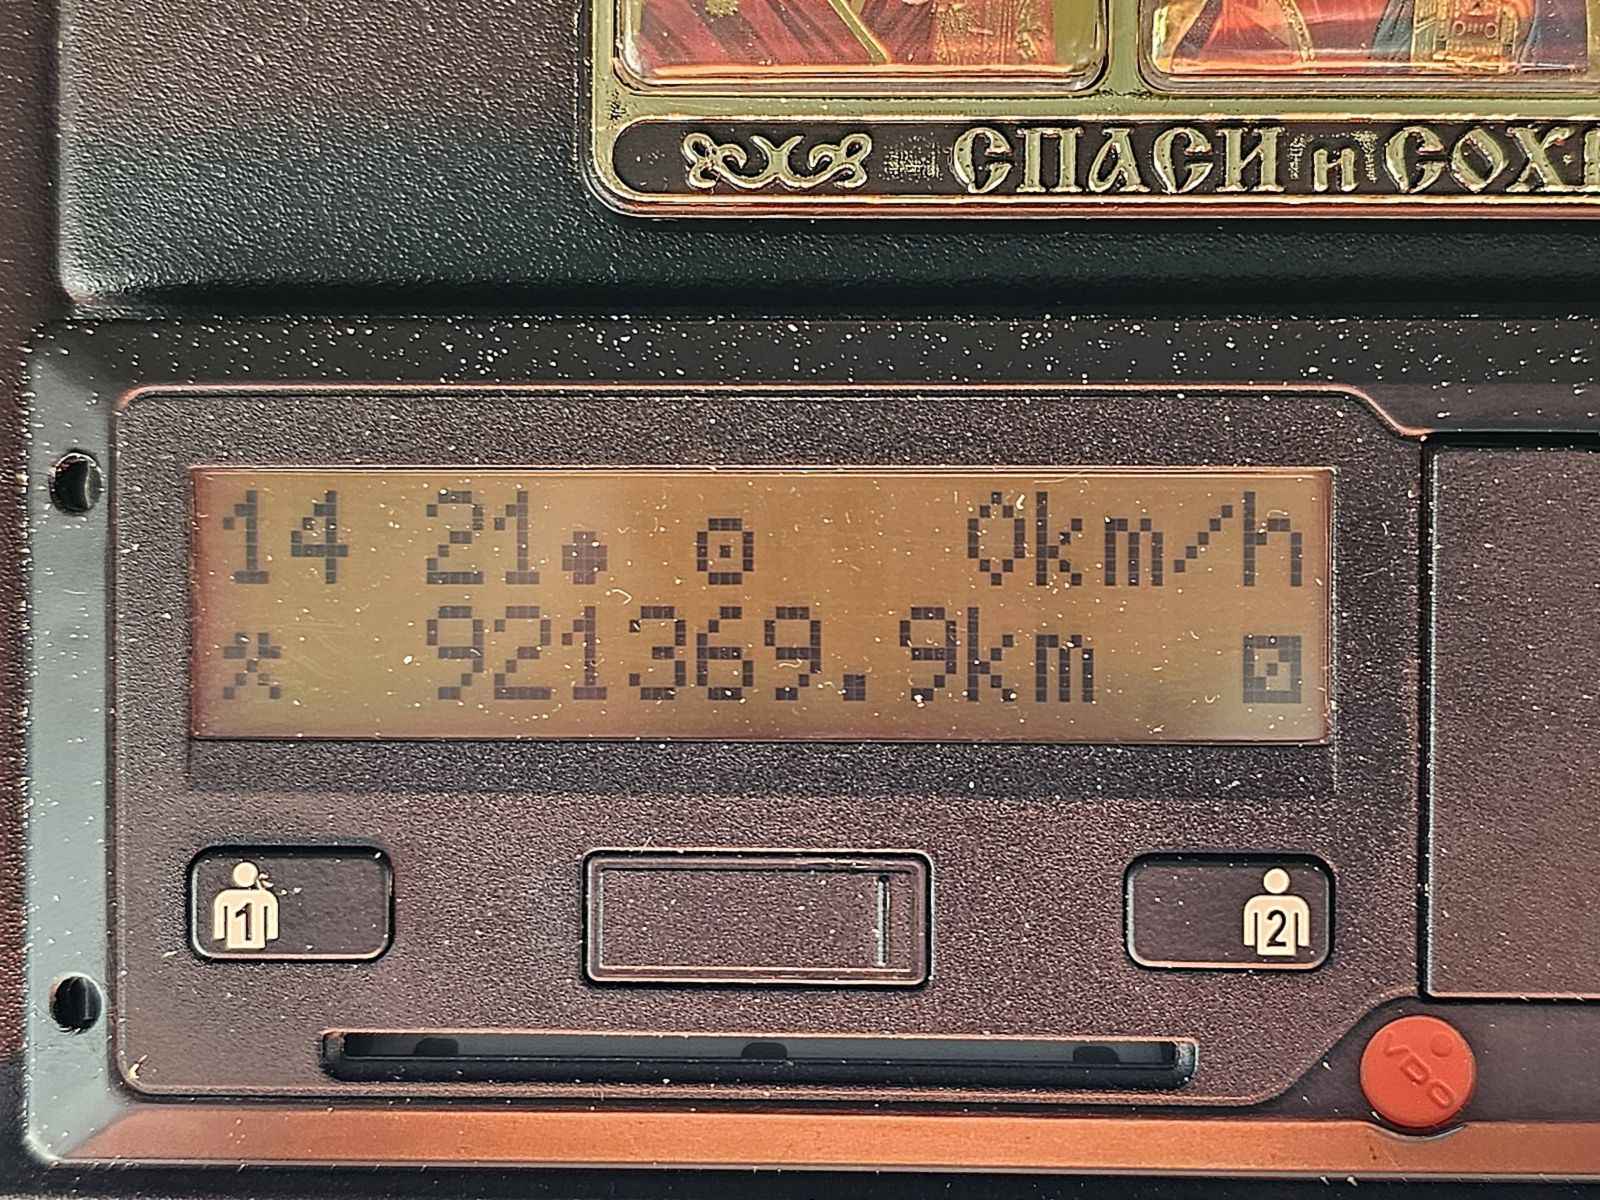 СПАСИ и СОХ
14 21 0km/h
921369.9km
1
2
VDO